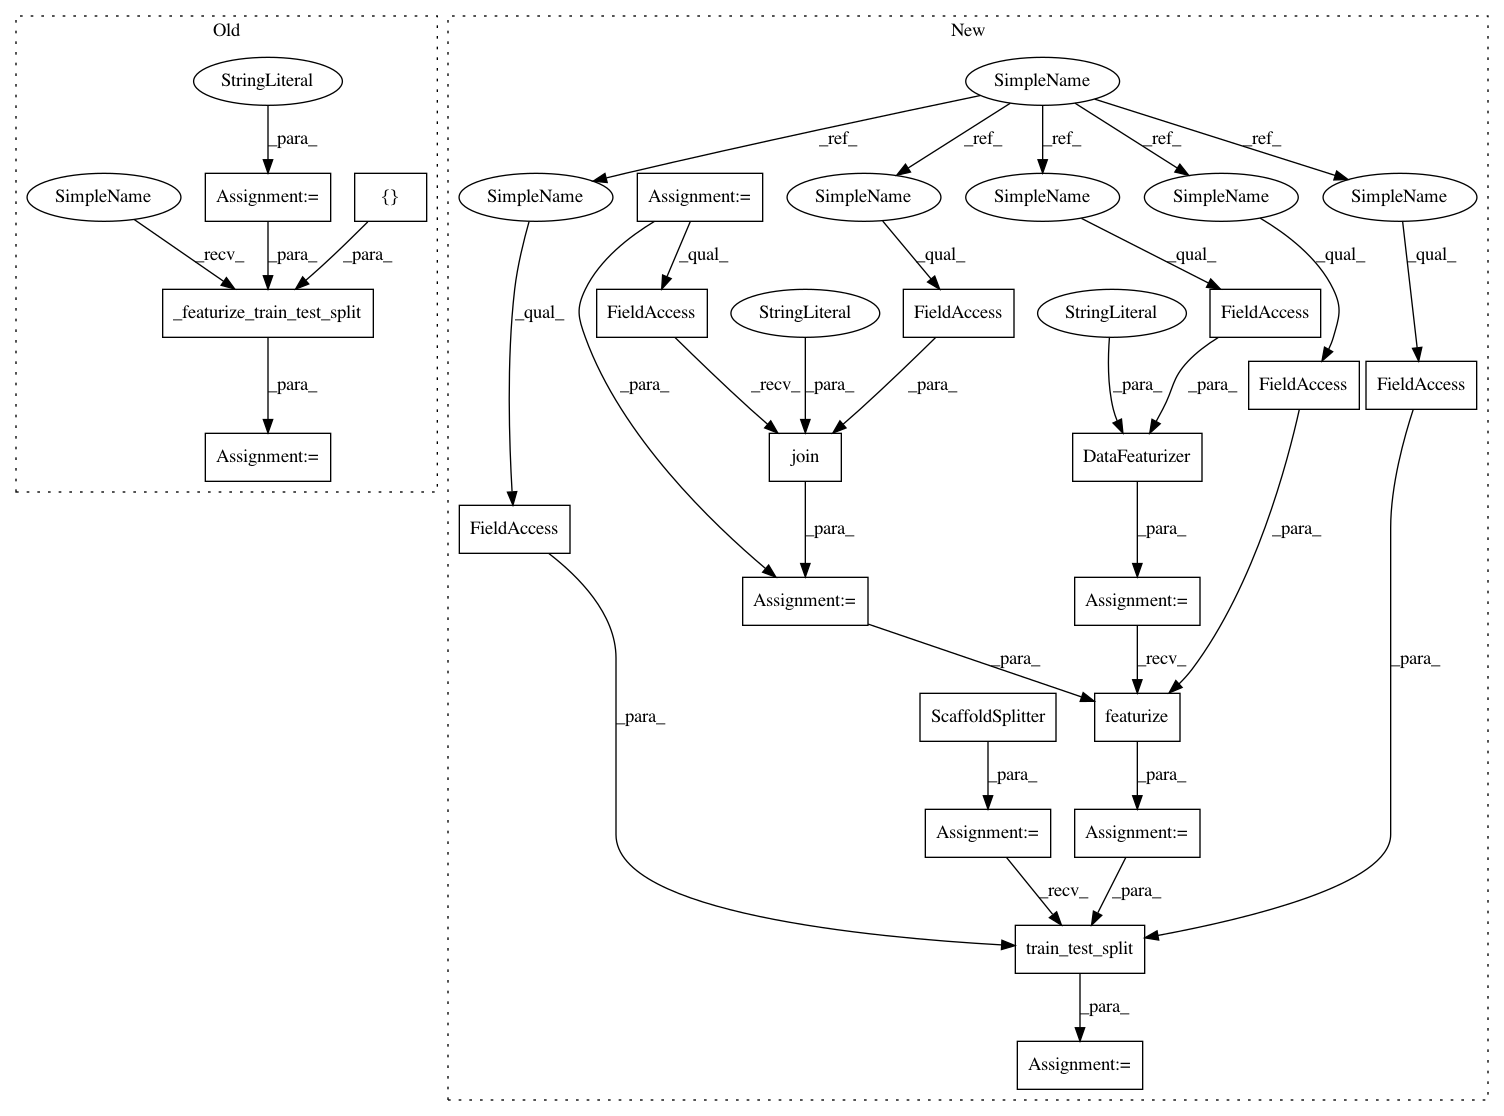 Old
New
StringLiteral
SimpleName
_para_
_ref_
_ref_
_ref_
_ref_
_ref_
SimpleName
Assignment:=
{}
SimpleName
Assignment:=
SimpleName
SimpleName
SimpleName
SimpleName
_recv_
_para_
_para_
_qual_
_qual_
_qual_
_qual_
_qual_
_featurize_train_test_split
_qual_
FieldAccess
StringLiteral
FieldAccess
StringLiteral
FieldAccess
_para_
_para_
_recv_
_para_
_para_
_para_
_para_
FieldAccess
FieldAccess
Assignment:=
join
DataFeaturizer
FieldAccess
_para_
_para_
_para_
Assignment:=
Assignment:=
_para_
_recv_
_para_
_para_
ScaffoldSplitter
featurize
_para_
_para_
Assignment:=
Assignment:=
_recv_
_para_
train_test_split
_para_
Assignment:=